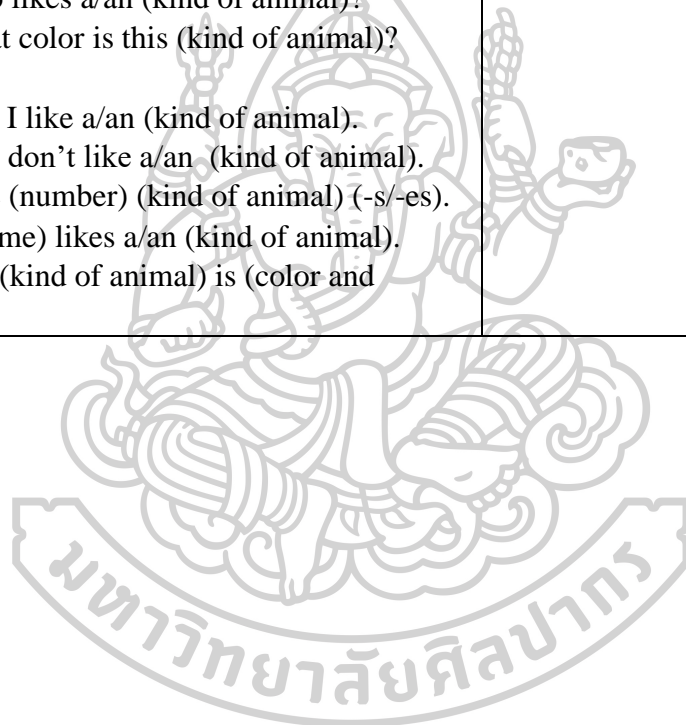 likes a/an (kind of animal)?
color is this (kind of animal)?
I like a/an (kind of animal).
don’t like a/an (kind of animal).
(number) (kind of animal) (-s/-es).
likes a/an (kind of animal).
(kind of animal) is (color and
มหาวิทยาลัยศิลปากร